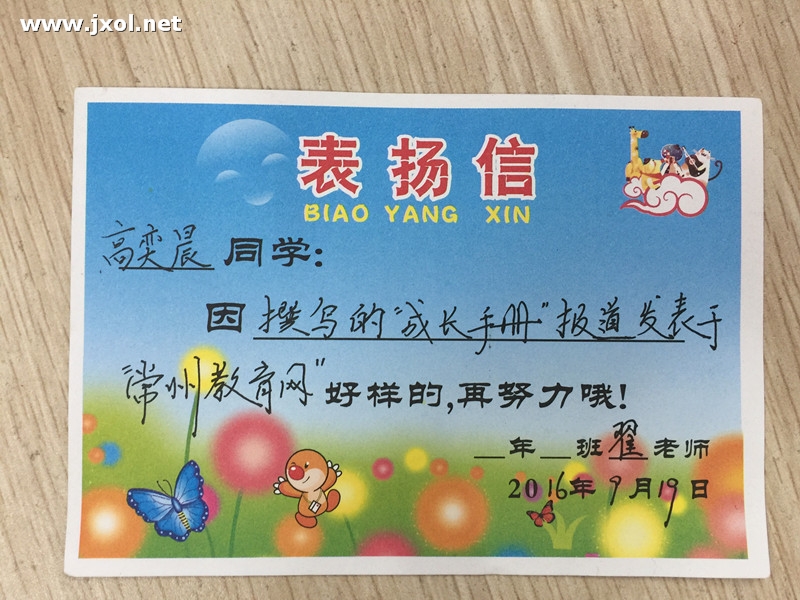 www.jxol.net
表扬信
BIAO YANG XIN
高奕晨同学:
因撰写的"成长手册"报道发表于
"常州教育网"好样的,再努力哦!
__年__班翟老师
2016年9月19日